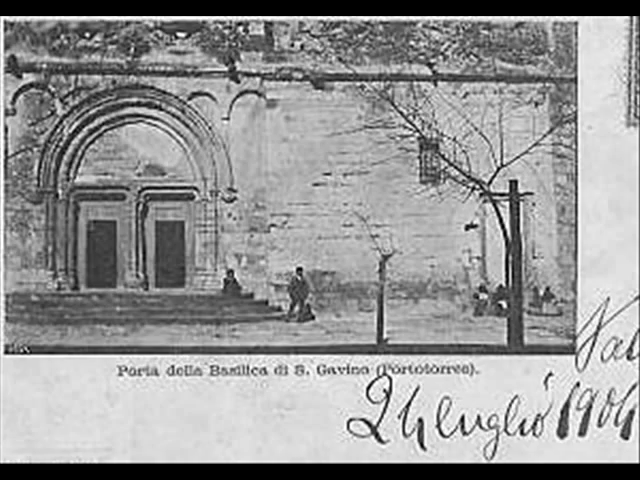 Porta della Basilica di S. Gavino (Portotorres).
24 luglio 1904